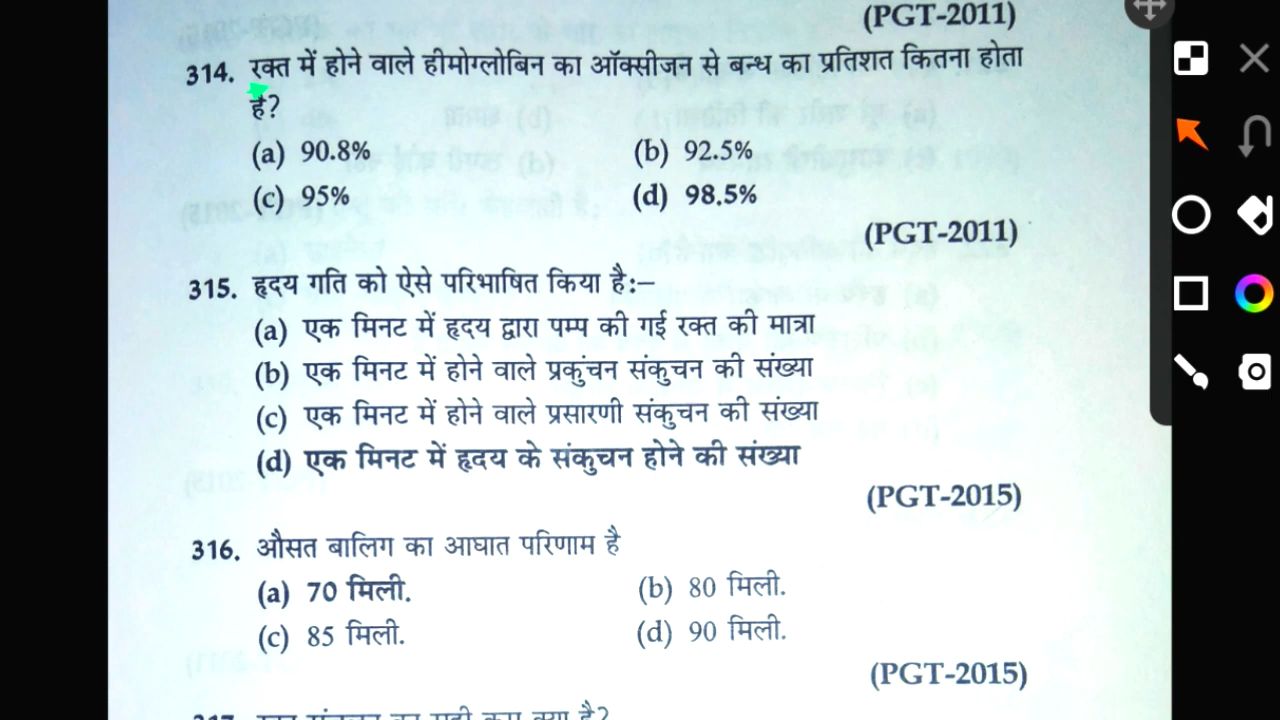 (PGT-2011)
314. रक्त में होने वाले हीमोग्लोबिन का ऑक्सीजन से बन्ध का प्रतिशत कितना होता
है?
(a) 90.8% (b) 92.5%
(c) 95% (d) 98.5%
(PGT-2011)
315. हृदय गति को ऐसे परिभाषित किया है:–
(a) एक मिनट में हृदय द्वारा पम्प की गई रक्त की मात्रा
(b) एक मिनट में होने वाले प्रकुंचन संकुंचन की संख्या
(c) एक मिनट में होने वाले प्रसारणी संकुचन की संख्या
(d) एक मिनट में हृदय के संकुचन होने की संख्या
(PGT-2015)
316. औसत बालिग का आघात परिणाम है
(a) 70 मिली. (b) 80 मिली.
(c) 85 मिली. (d) 90 मिली.
(PGT-2015)